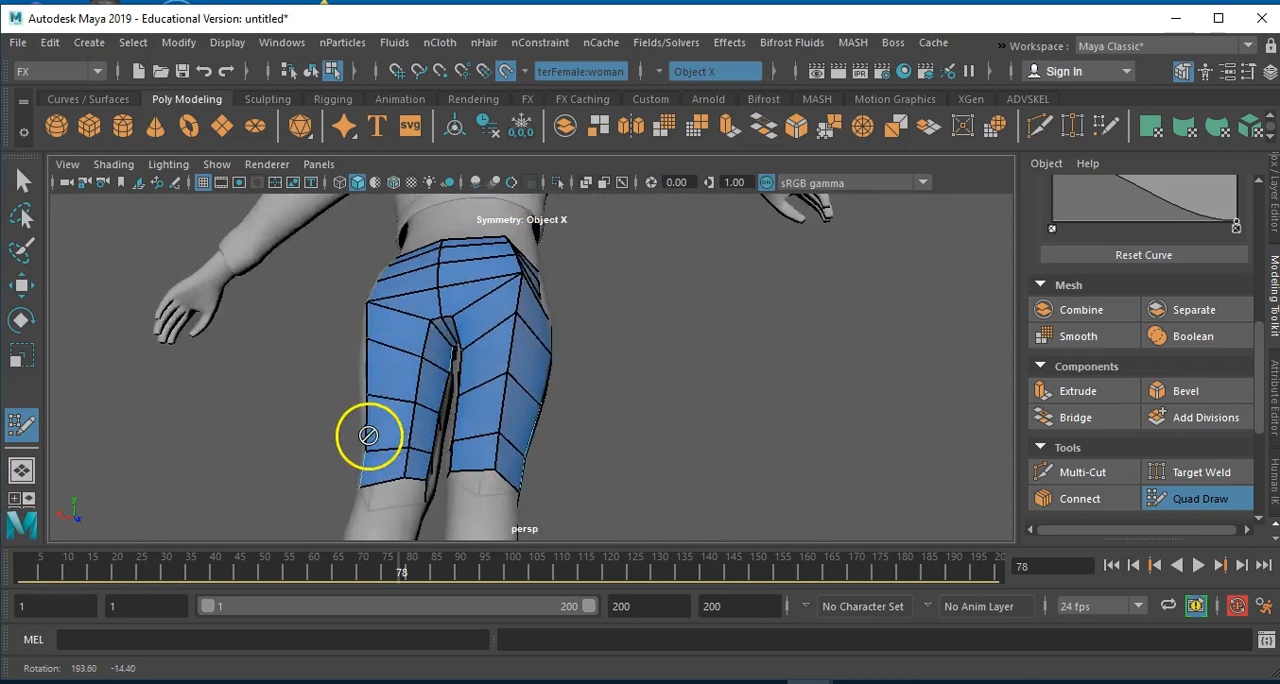 Autodesk Maya 2019 - Educational Version: untitled*
File Edit Create Select Modify Display Windows nParticles Fluids nCloth nHair nConstraint nCache Fields/Solvers Effects Bifrost Fluids MASH Boss Cache » Workspace : Maya Classic*
FX terFemale:woman Object X Sign In
Curves / Surfaces Poly Modeling Sculpting Rigging Animation Rendering FX FX Caching Custom Arnold Bifrost MASH Motion Graphics XGen ADVSKEL
T SVG 0,0,0
View Shading Lighting Show Renderer Panels Object Help
0.00 1.00 sRGB gamma
Symmetry: Object X
Reset Curve
Mesh
Combine Separate
Smooth Boolean
Components
Extrude Bevel
Bridge Add Divisions
Tools
Multi-Cut Target Weld
Connect Quad Draw
Modeling Toolkit
Attribute Editor
persp
5 10 15 20 25 30 35 40 45 50 55 60 65 70 75 80 85 90 95 100 105 110 115 120 125 130 135 140 145 150 155 160 165 170 175 180 185 190 195 20
78 78
1 1 1 200 200 200 No Character Set No Anim Layer 24 fps
MEL
Rotation: 193.60 -14.40